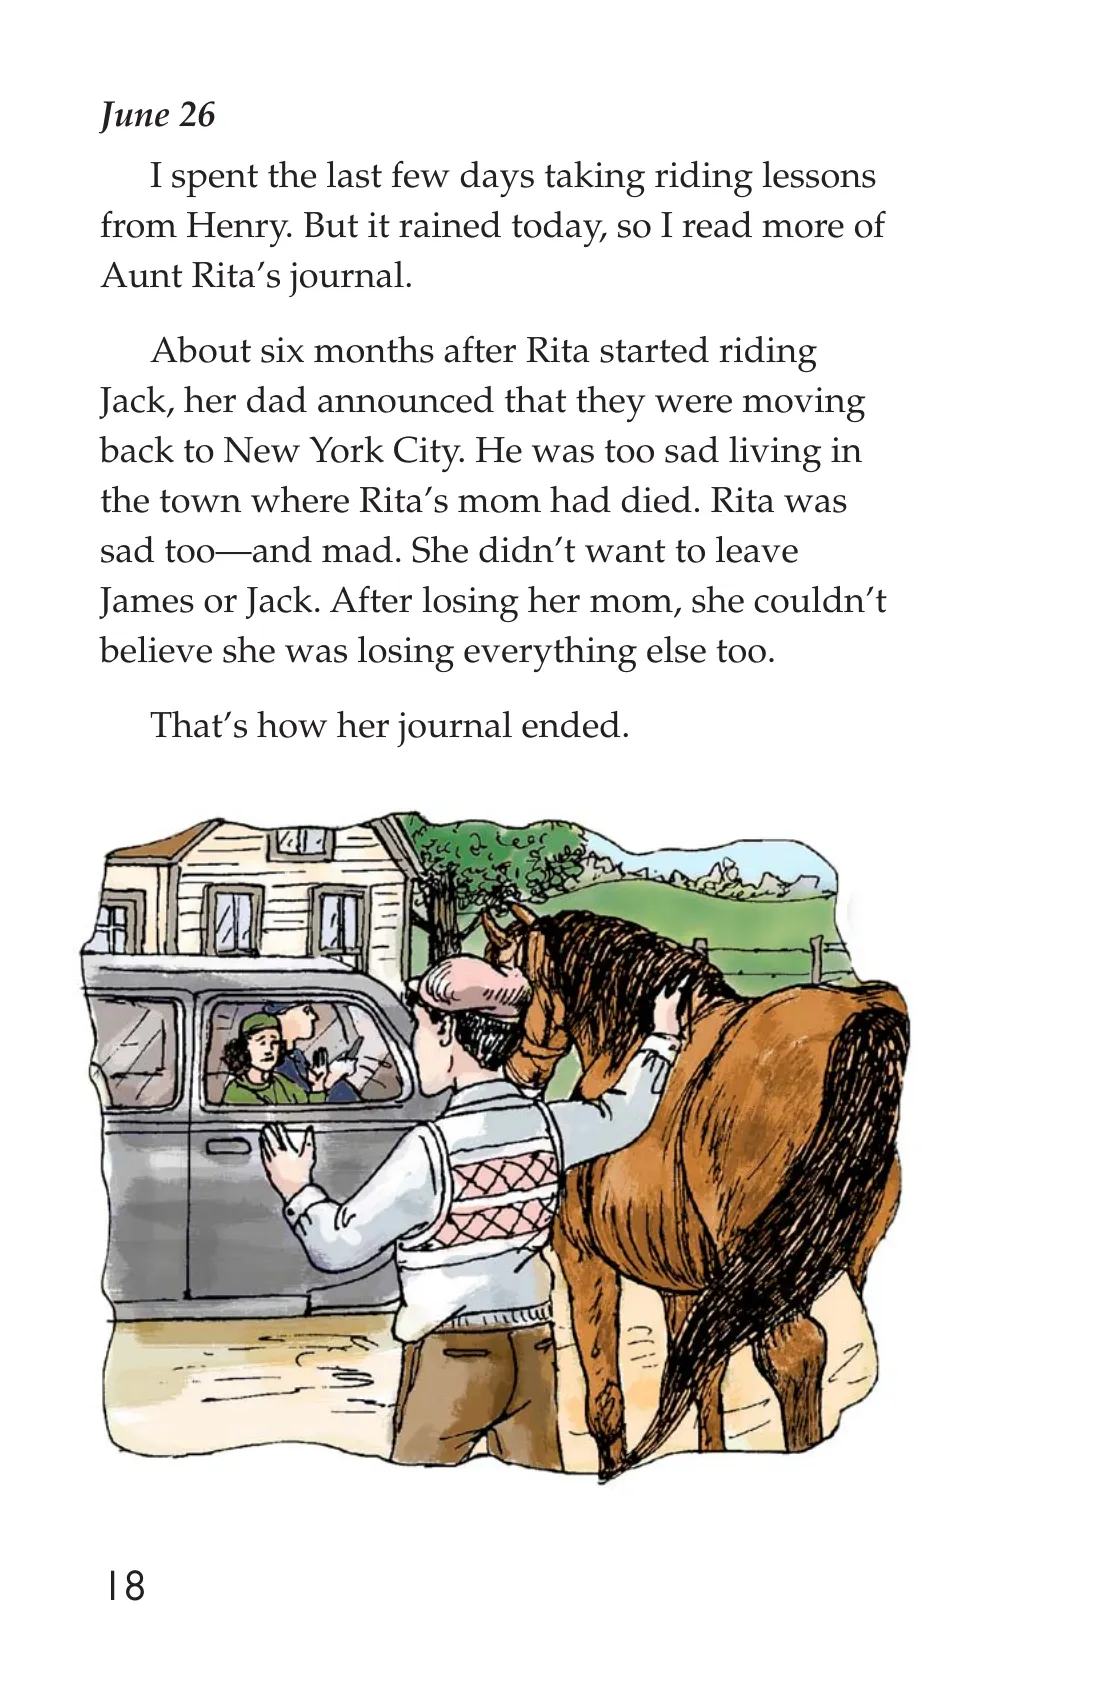 June 26
I spent the last few days taking riding lessons
from Henry. But it rained today, so I read more of
Aunt Rita’s journal.
About six months after Rita started riding
Jack, her dad announced that they were moving
back to New York City. He was too sad living in
the town where Rita’s mom had died. Rita was
sad too—and mad. She didn’t want to leave
James or Jack. After losing her mom, she couldn’t
believe she was losing everything else too.
That’s how her journal ended.
18